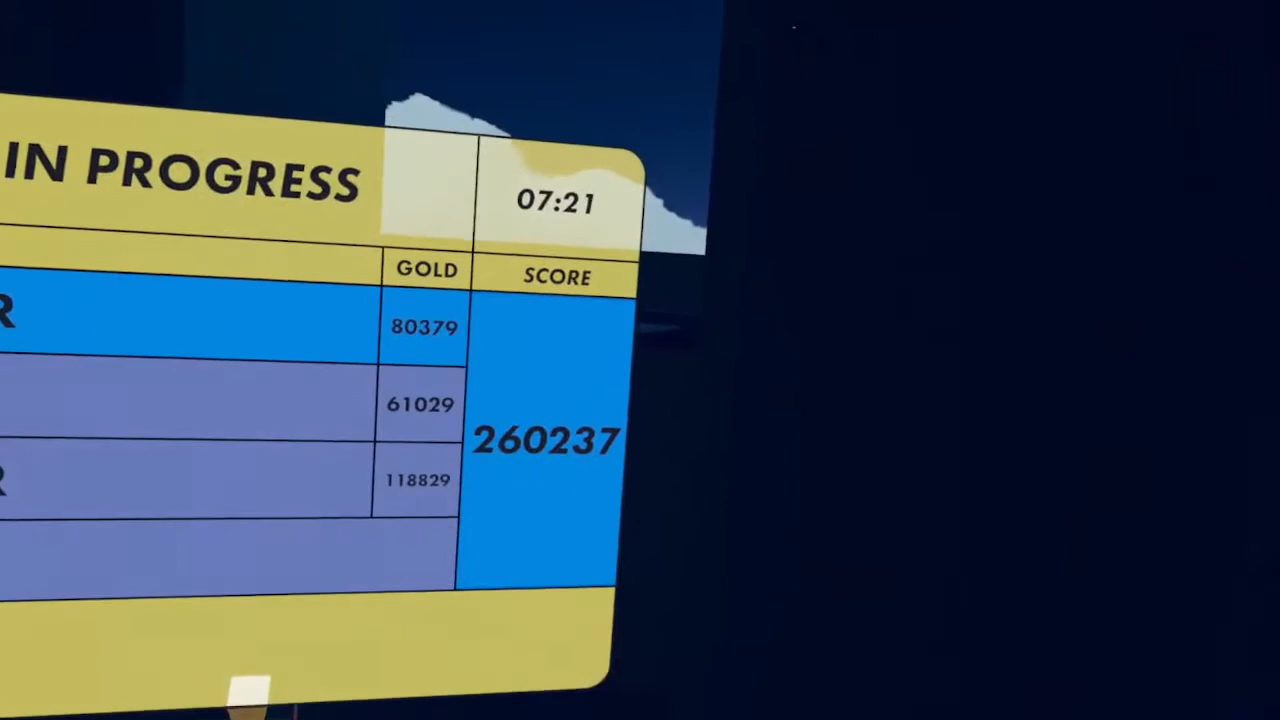 IN PROGRESS 07:21
GOLD SCORE
R 80379
61029
260237
R 118829